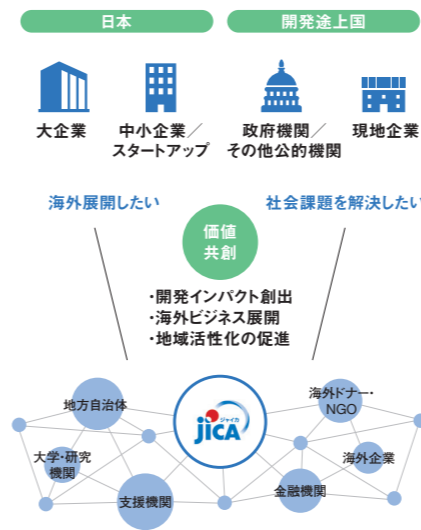 日本
開発途上国
大企業
中小企業／
スタートアップ
政府機関／
その他公的機関
現地企業
海外展開したい
社会課題を解決したい
価値
共創
・開発インパクト創出
・海外ビジネス展開
・地域活性化の促進
地方自治体
海外ドナー・
NGO
ジャイカ
jICA
大学・研究
機関
海外企業
支援機関
金融機関